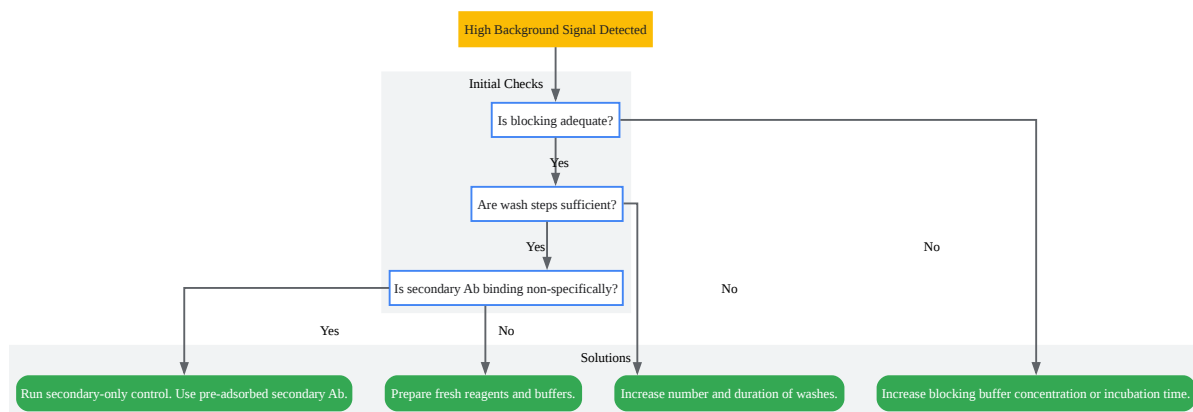 High Background Signal Detected
Initial Checks
Is blocking adequate?
Yes
Are wash steps sufficient?
Yes
No
Is secondary Ab binding non-specifically?
No
Yes
No
Solutions
Run secondary-only control. Use pre-adsorbed secondary Ab.
Prepare fresh reagents and buffers.
Increase number and duration of washes.
Increase blocking buffer concentration or incubation time.